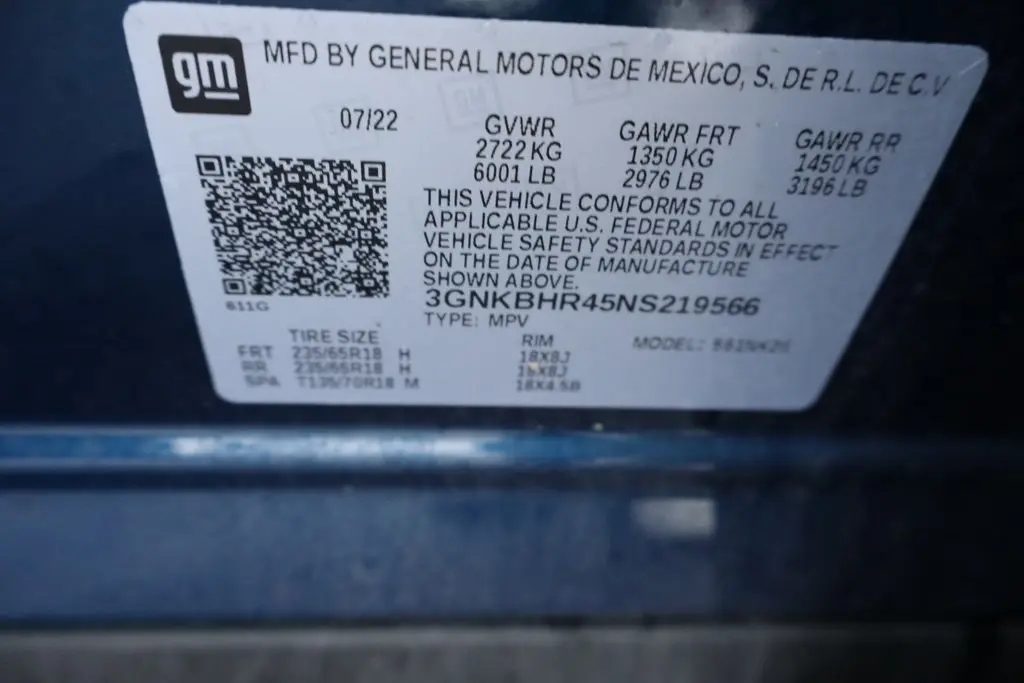 gm
MFD BY GENERAL MOTORS DE MEXICO, S. DE R.L. DE C.V
07/22
GVWR GAWR FRT GAWR RR
2722 KG 1350 KG 1450 KG
6001 LB 2976 LB 3196 LB
THIS VEHICLE CONFORMS TO ALL
APPLICABLE U.S. FEDERAL MOTOR
VEHICLE SAFETY STANDARDS IN EFFECT
ON THE DATE OF MANUFACTURE
SHOWN ABOVE.
611G
3GNKBHR45NS219566
TYPE: MPV
TIRE SIZE RIM MODEL:
FRT 235/65R18 H 18X8J
RR 235/65R18 H 18X8J
SPA T135/70R18 M 18X4.5B